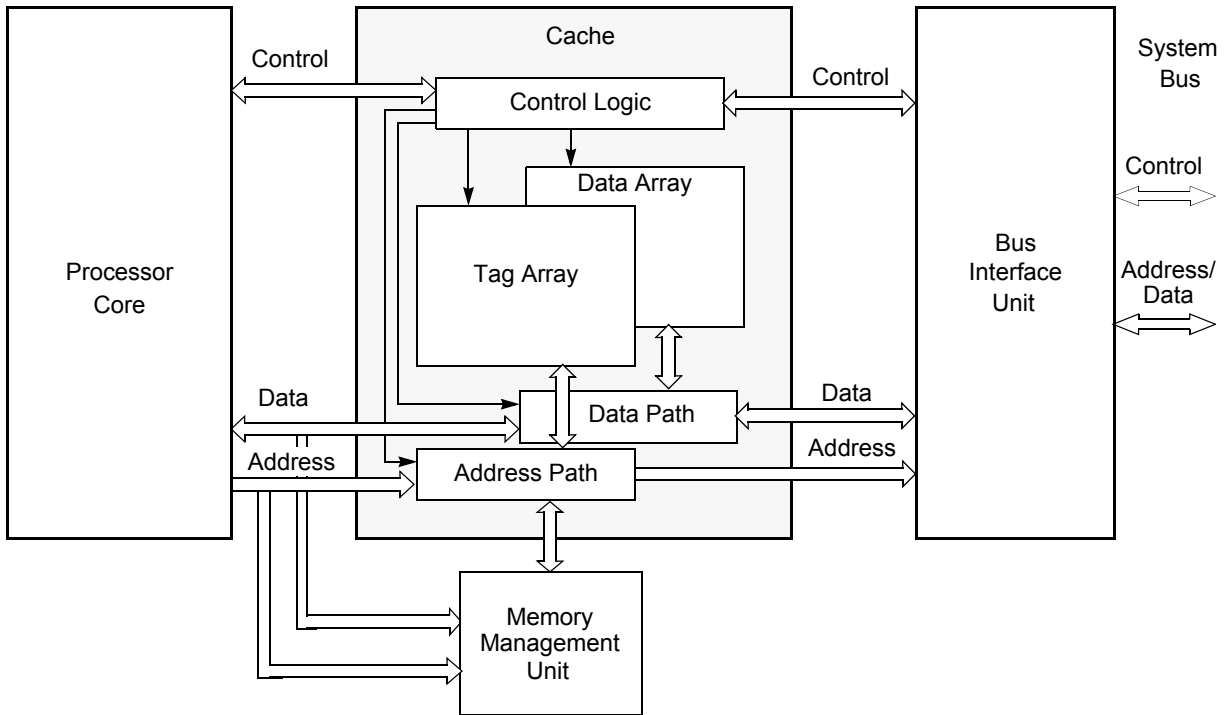 Cache
System
Bus
Control
Control
Control Logic
Control
Data Array
Tag Array
Processor
Core
Bus
Interface
Unit
Address/
Data
Data
Data Path
Data
Address
Address Path
Address
Memory
Management
Unit